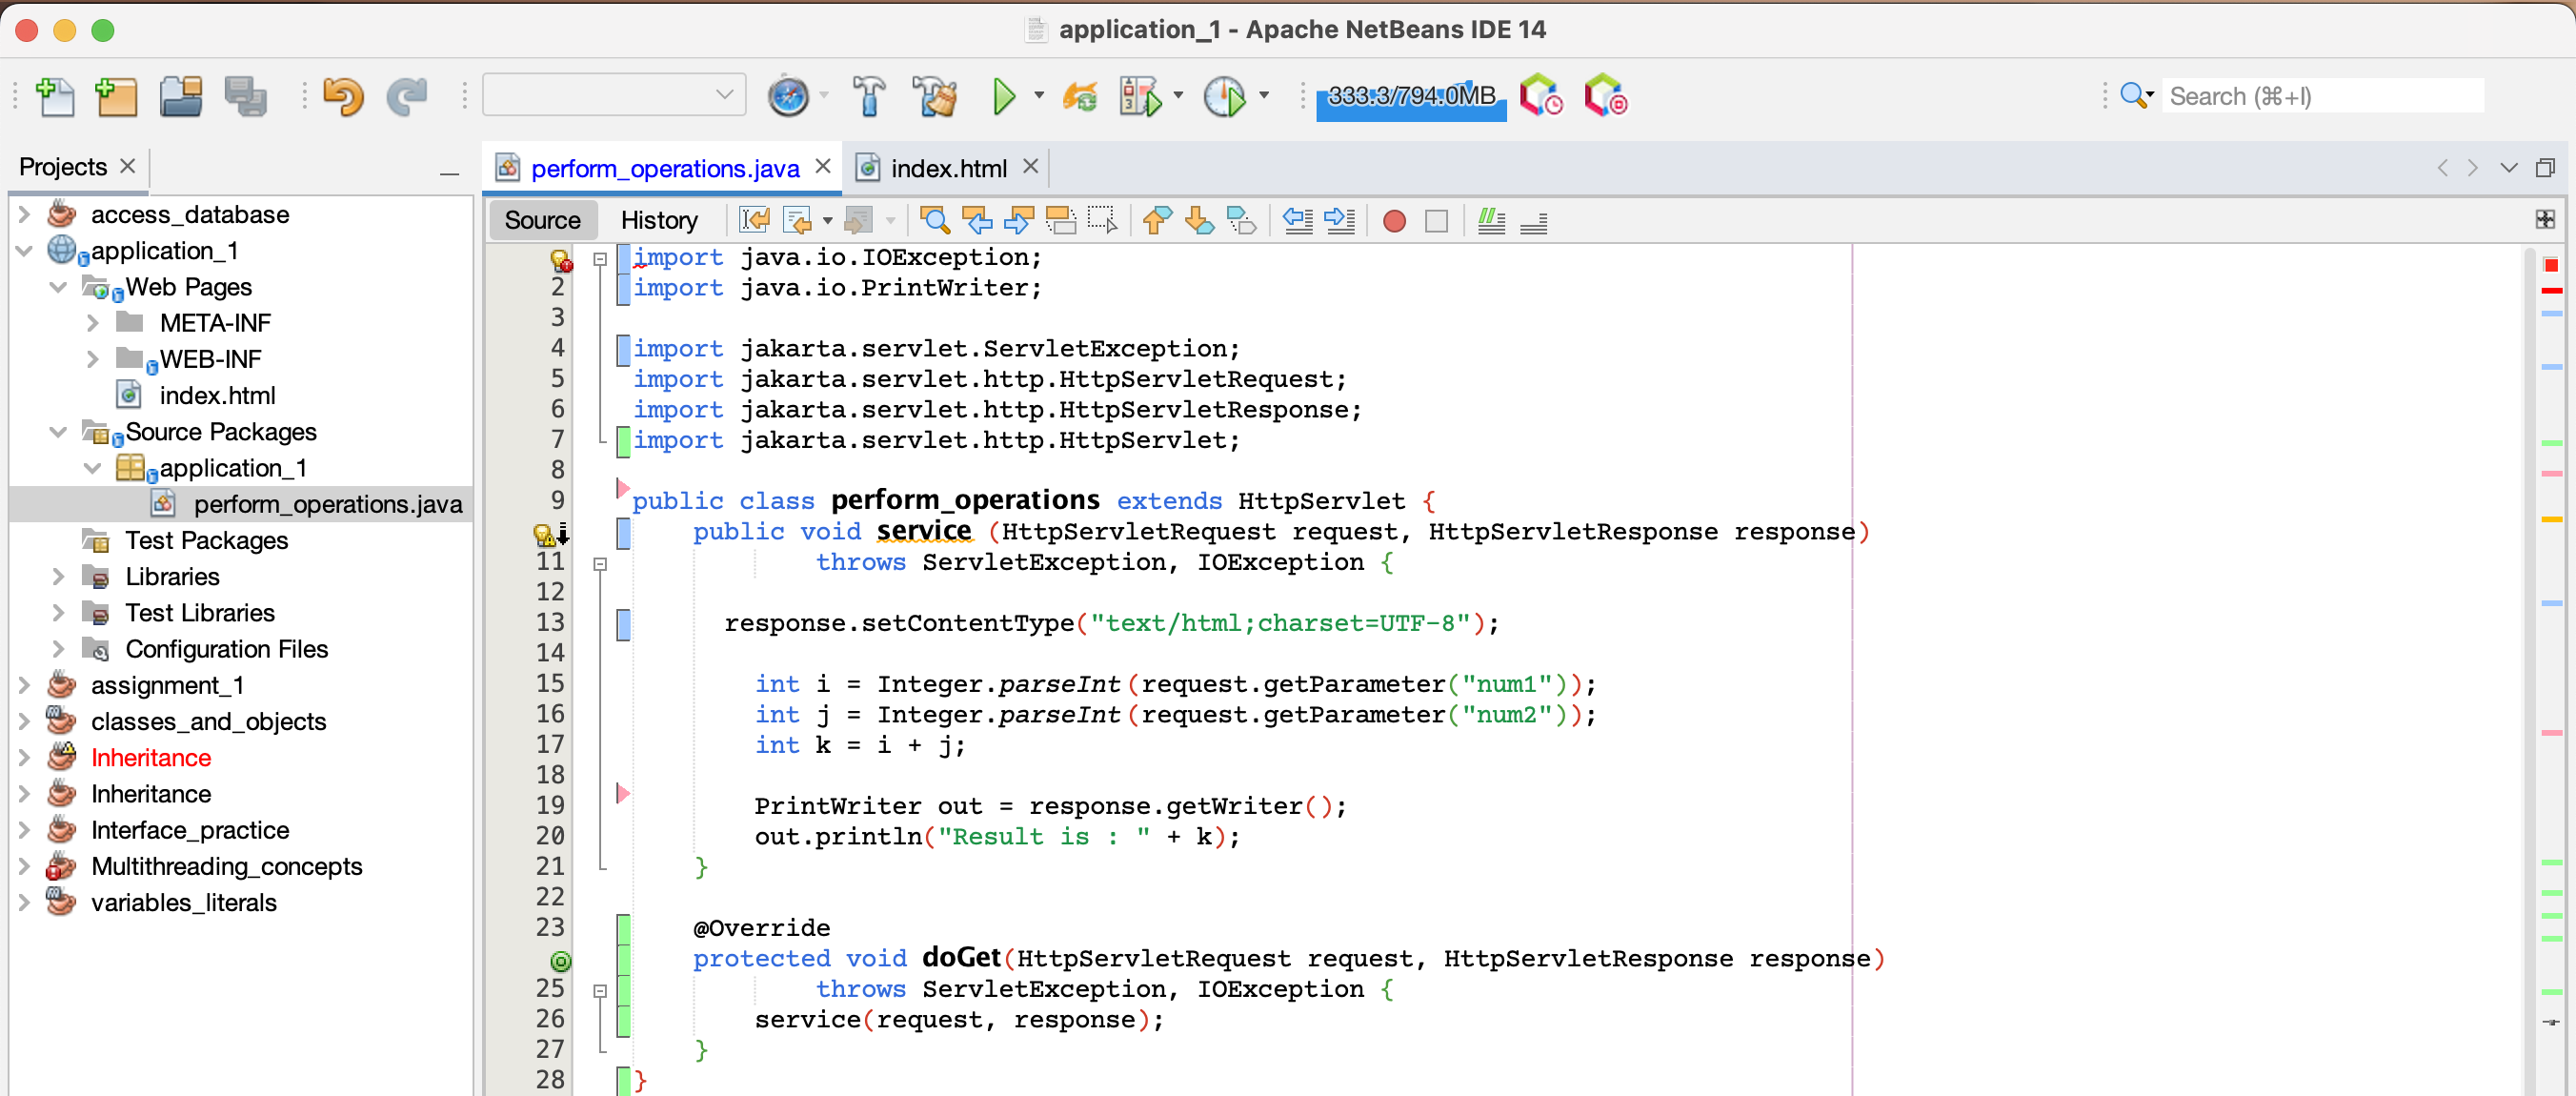 application_1 - Apache NetBeans IDE 14
333.3/794.0MB
Search (⌘+I)
Projects
perform_operations.java
index.html
access_database
application_1
Web Pages
META-INF
WEB-INF
index.html
Source Packages
application_1
perform_operations.java
Test Packages
Libraries
Test Libraries
Configuration Files
assignment_1
classes_and_objects
Inheritance
Inheritance
Interface_practice
Multithreading_concepts
variables_literals
Source History
import java.io.IOException;
2 import java.io.PrintWriter;
3
4 import jakarta.servlet.ServletException;
5 import jakarta.servlet.http.HttpServletRequest;
6 import jakarta.servlet.http.HttpServletResponse;
7 import jakarta.servlet.http.HttpServlet;
8
9 public class perform_operations extends HttpServlet {
public void service (HttpServletRequest request, HttpServletResponse response)
11 throws ServletException, IOException {
12
13 response.setContentType("text/html;charset=UTF-8");
14
15 int i = Integer.parseInt(request.getParameter("num1"));
16 int j = Integer.parseInt(request.getParameter("num2"));
17 int k = i + j;
18
19 PrintWriter out = response.getWriter();
20 out.println("Result is : " + k);
21 }
22
23 @Override
protected void doGet(HttpServletRequest request, HttpServletResponse response)
25 throws ServletException, IOException {
26 service(request, response);
27 }
28 }